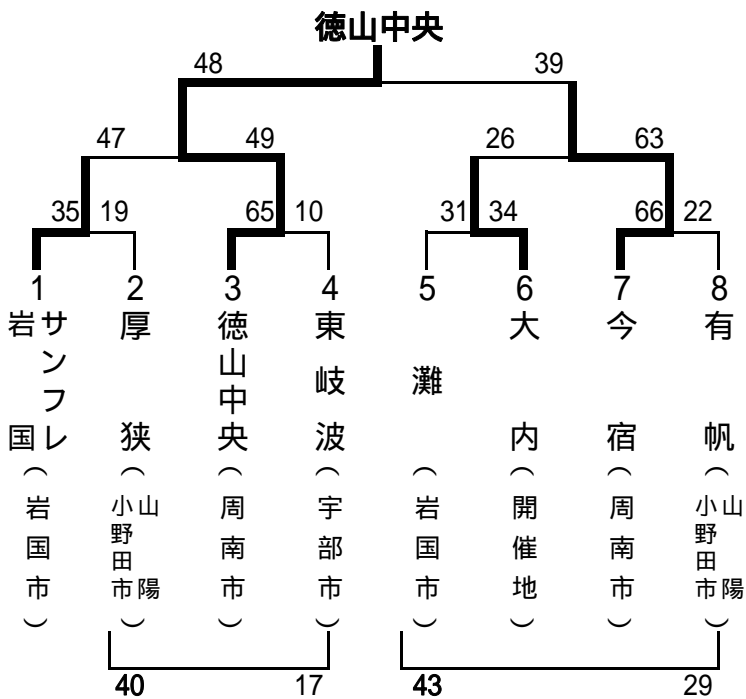 徳山中央
48 39
47 49 26 63
35 19 65 10 31 34 66 22
1 2 3 4 5 6 7 8
サンフレ岩国(岩国市)
厚狭(山陽小野田市)
徳山中央(周南市)
東岐波(宇部市)
灘(岩国市)
大内(開催地)
今宿(周南市)
有帆(山陽小野田市)
40 17 43 29